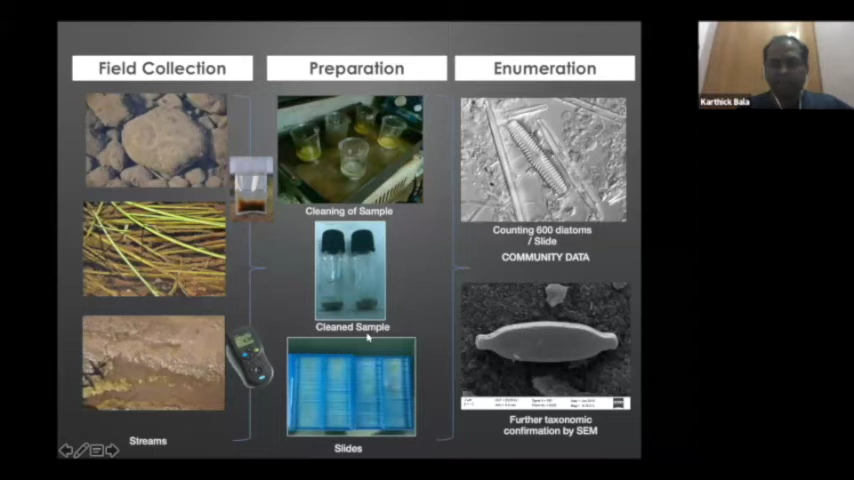 Field Collection
Preparation
Enumeration
Karthick Bala
Cleaning of Sample
Counting 600 diatoms
/ Slide
COMMUNITY DATA
Cleaned Sample
Further taxonomic
confirmation by SEM
Streams
Slides